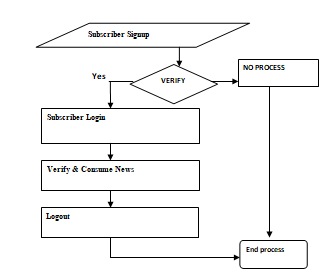 Subscriber Signup
Yes
VERIFY
NO PROCESS
Subscriber Login
Verify & Consume News
Logout
End process